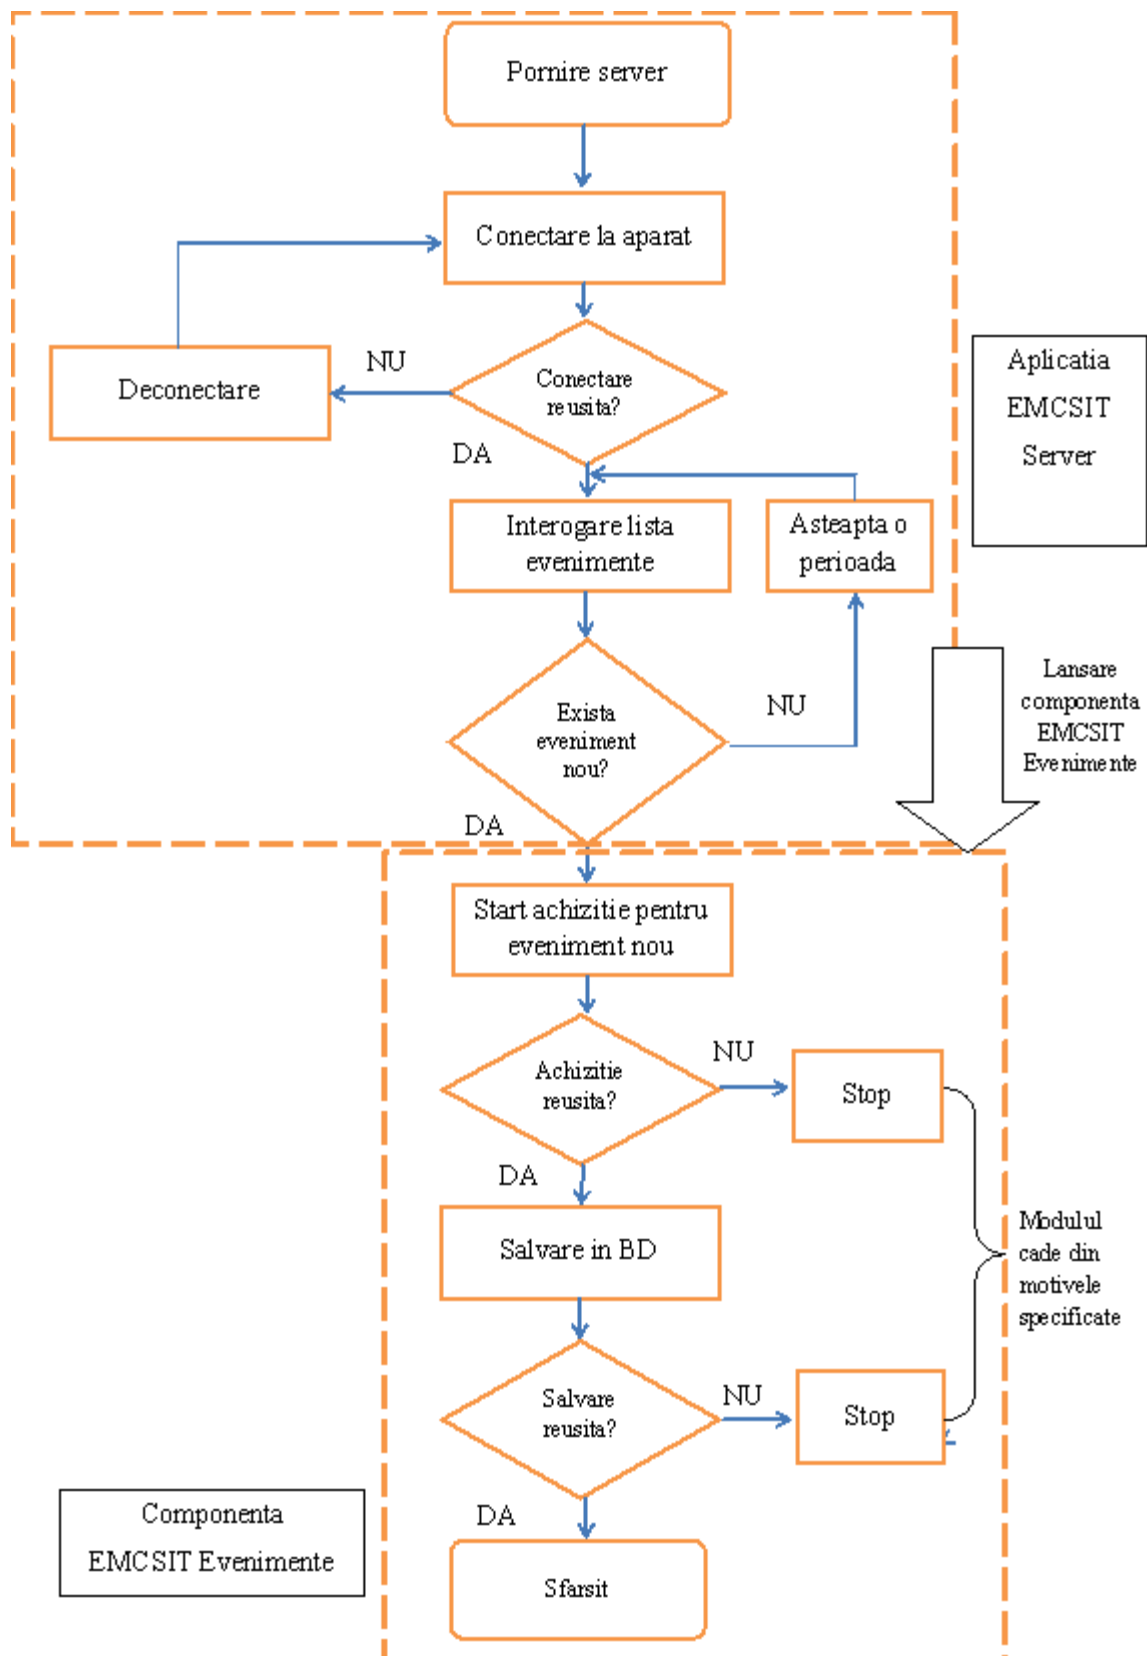 Pornire server
Conectare la aparat
Deconectare
NU
Conectare
reusita?
Aplicatia
EMCSIT
Server
DA
Interogare lista
evenimente
Asteapta o
perioada
Exista
eveniment
nou?
NU
Lansare
componenta
EMCSIT
Evenimente
DA
Start achizitie pentru
eveniment nou
Achizitie
reusita?
NU
Stop
DA
Salvare in BD
Modulul
cade din
motivele
specificate
Salvare
reusita?
NU
Stop
Componenta
EMCSIT Evenimente
DA
Sfarsit